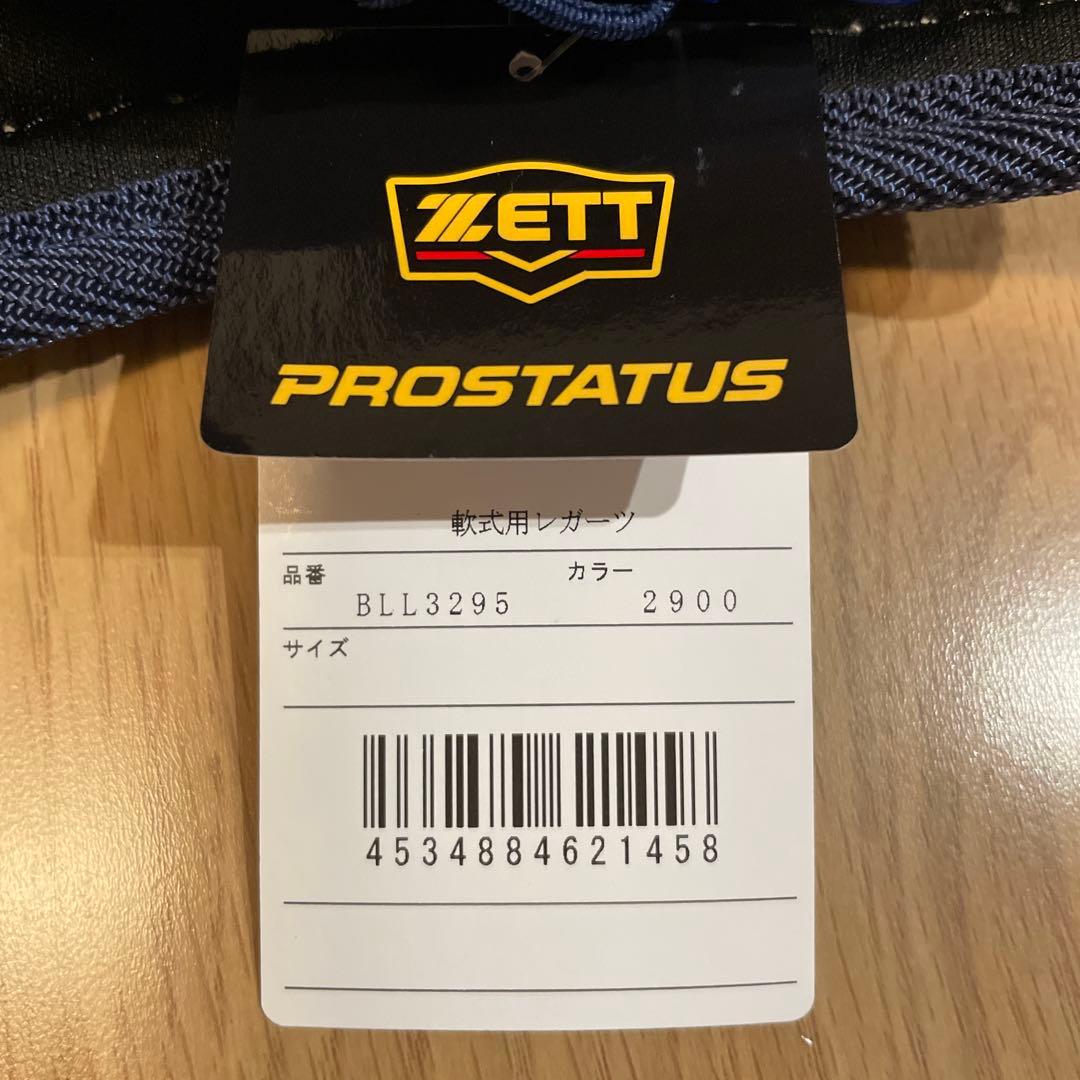 ZETT
PROSTATUS
軟式用レガーツ
品番 カラー
BLL3295 2900
サイズ
4534884621458